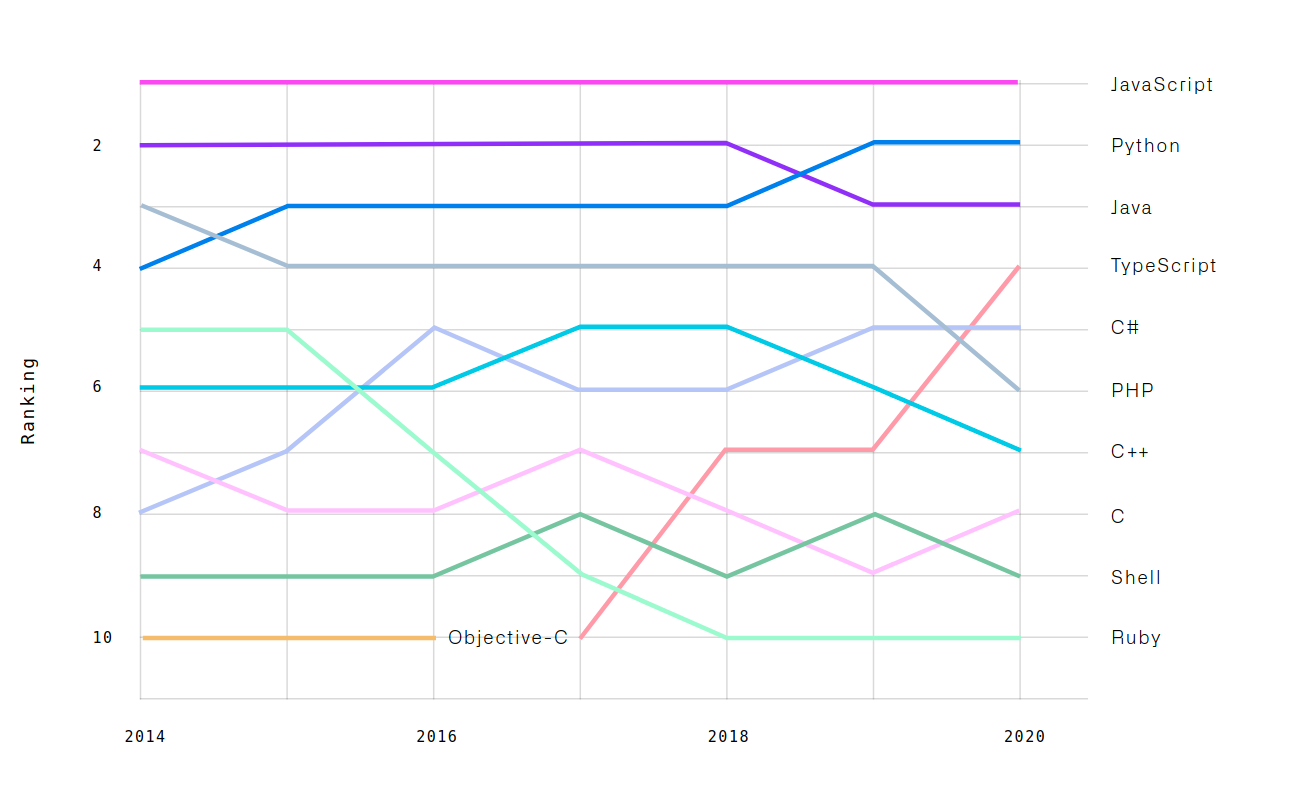 JavaScript
2
Python
Java
4
TypeScript
C#
Ranking
6
PHP
C++
8
C
Shell
10
Objective-C
Ruby
2014
2016
2018
2020